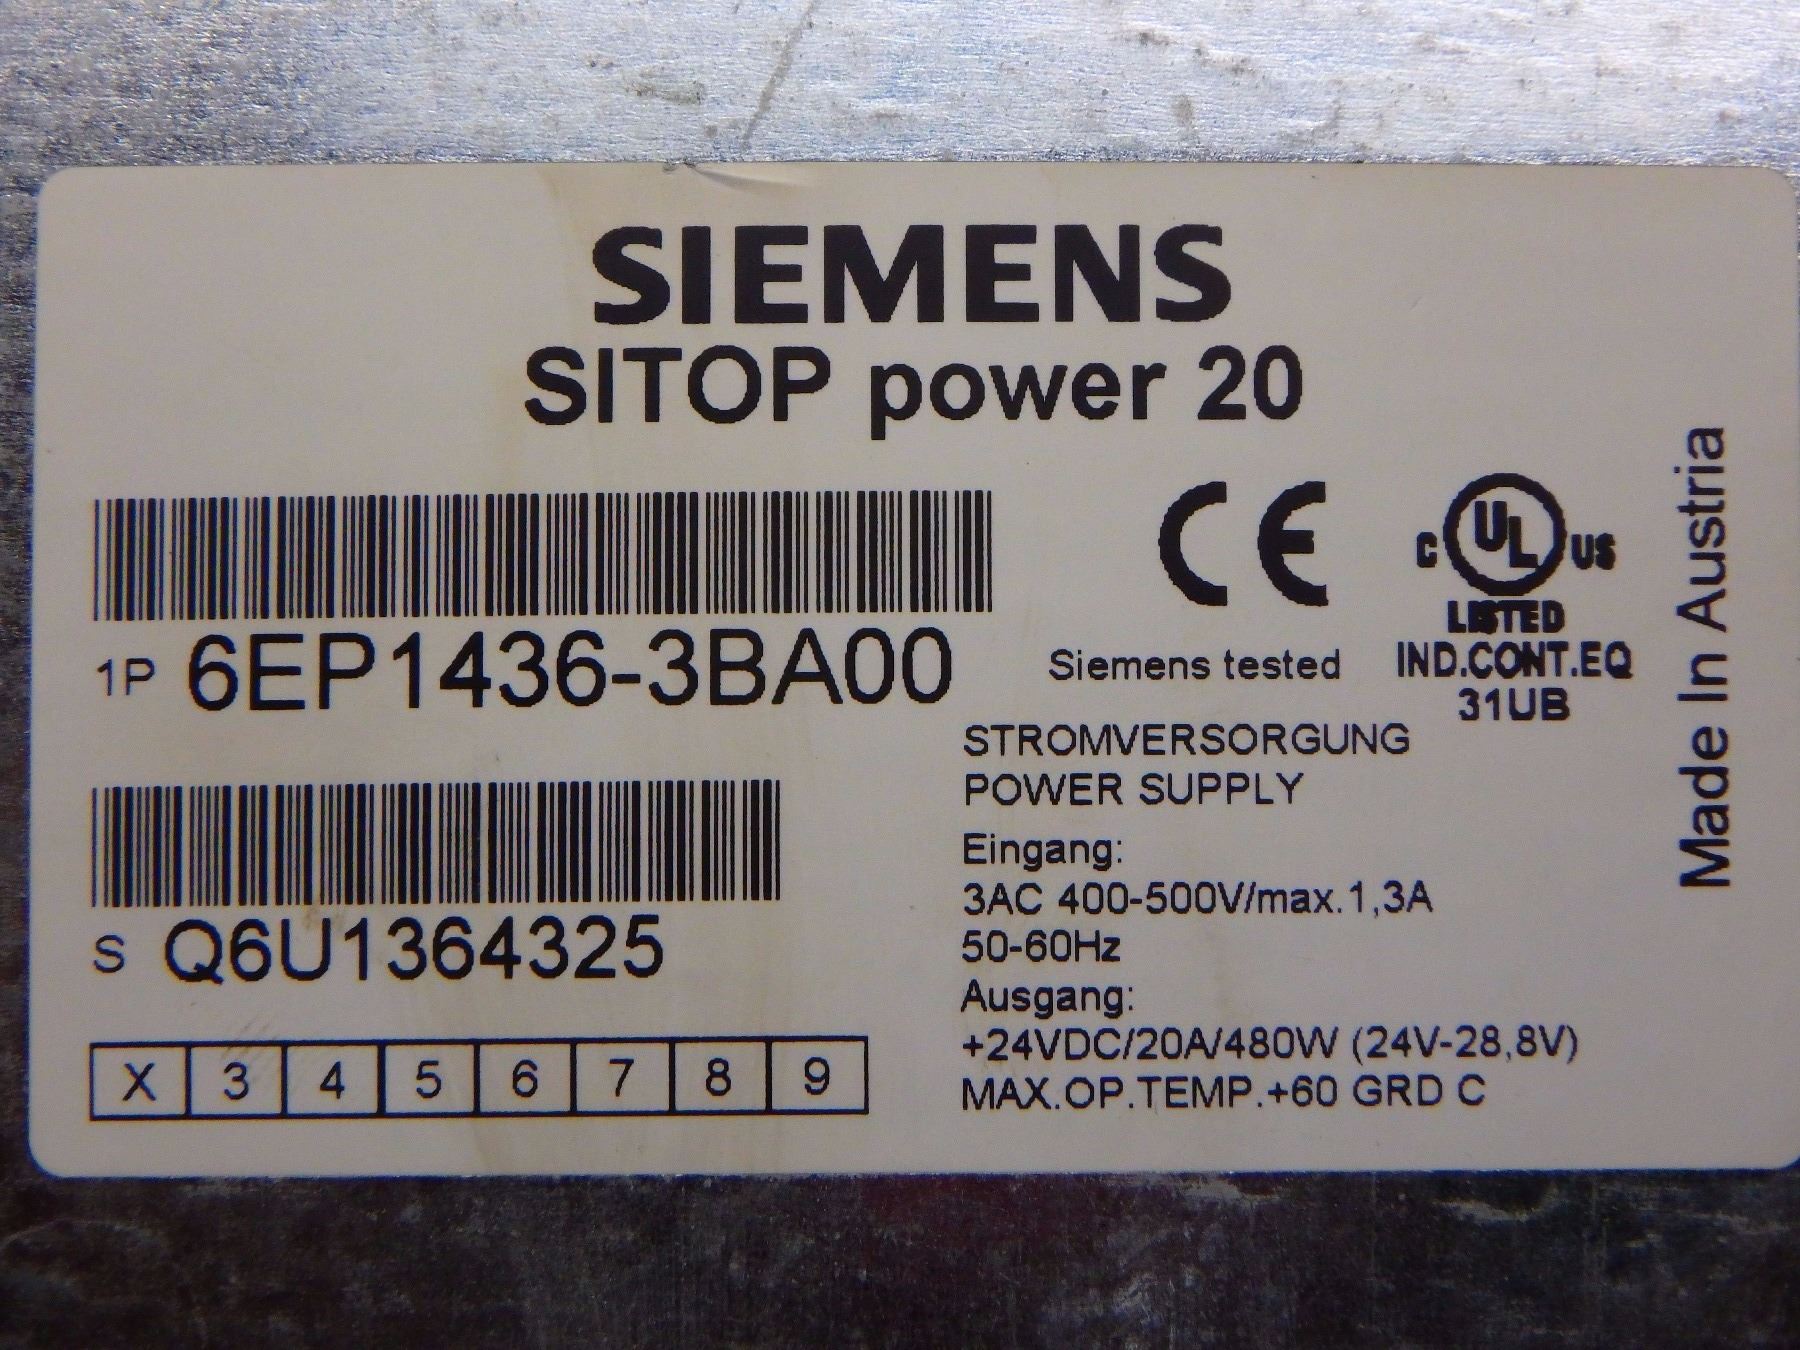 SIEMENS
SITOP power 20
1P 6EP1436-3BA00
CE
Siemens tested
C UL US
LISTED
IND.CONT.EQ
31UB
Made In Austria
S Q6U1364325
X 3 4 5 6 7 8 9
STROMVERSORGUNG
POWER SUPPLY
Eingang:
3AC 400-500V/max.1,3A
50-60Hz
Ausgang:
+24VDC/20A/480W (24V-28,8V)
MAX.OP.TEMP.+60 GRD C